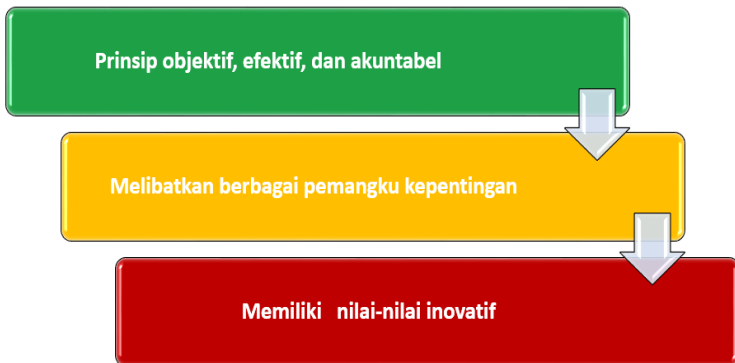 Prinsip objektif, efektif, dan akuntabel
Melibatkan berbagai pemangku kepentingan
Memiliki nilai-nilai inovatif